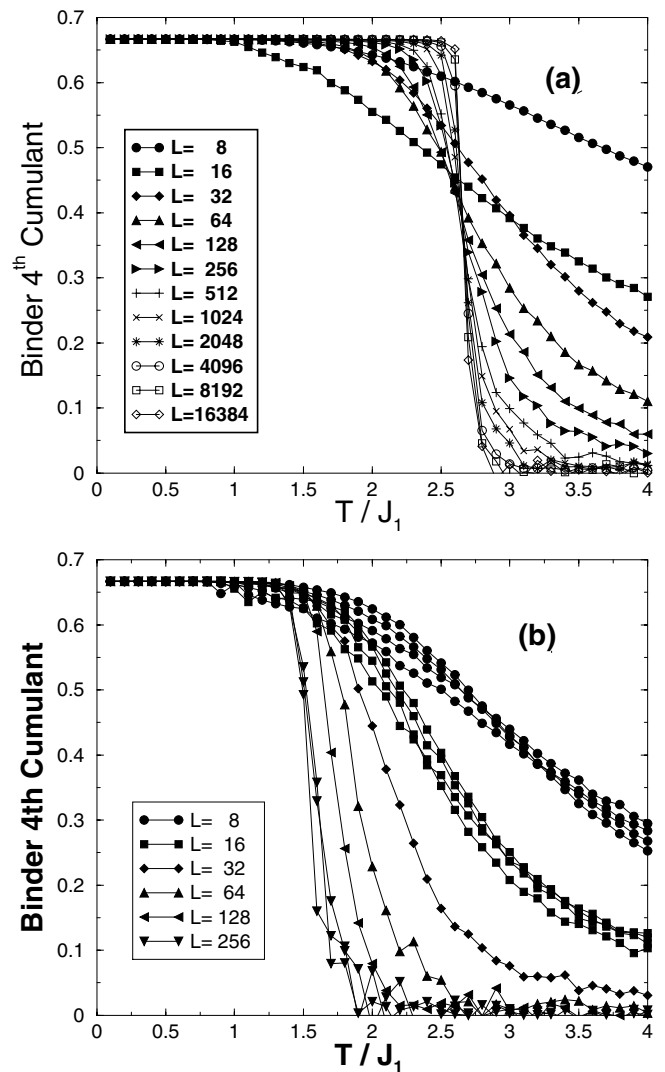 0.7
0.6
0.5
0.4
0.3
0.2
0.1
0
Binder 4th Cumulant
(a)
L= 8
L= 16
L= 32
L= 64
L= 128
L= 256
L= 512
L= 1024
L= 2048
L= 4096
L= 8192
L=16384
0 0.5 1 1.5 2 2.5 3 3.5 4
T / J1
0.7
0.6
0.5
0.4
0.3
0.2
0.1
0
Binder 4th Cumulant
(b)
L= 8
L= 16
L= 32
L= 64
L= 128
L= 256
0 0.5 1 1.5 2 2.5 3 3.5 4
T / J1